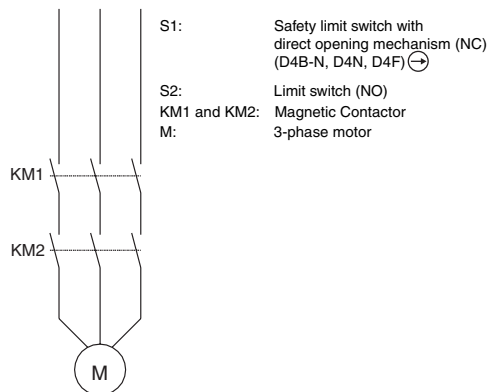 S1: Safety limit switch with
direct opening mechanism (NC)
(D4B-N, D4N, D4F)
S2: Limit switch (NO)
KM1 and KM2: Magnetic Contactor
M: 3-phase motor
KM1
KM2
M